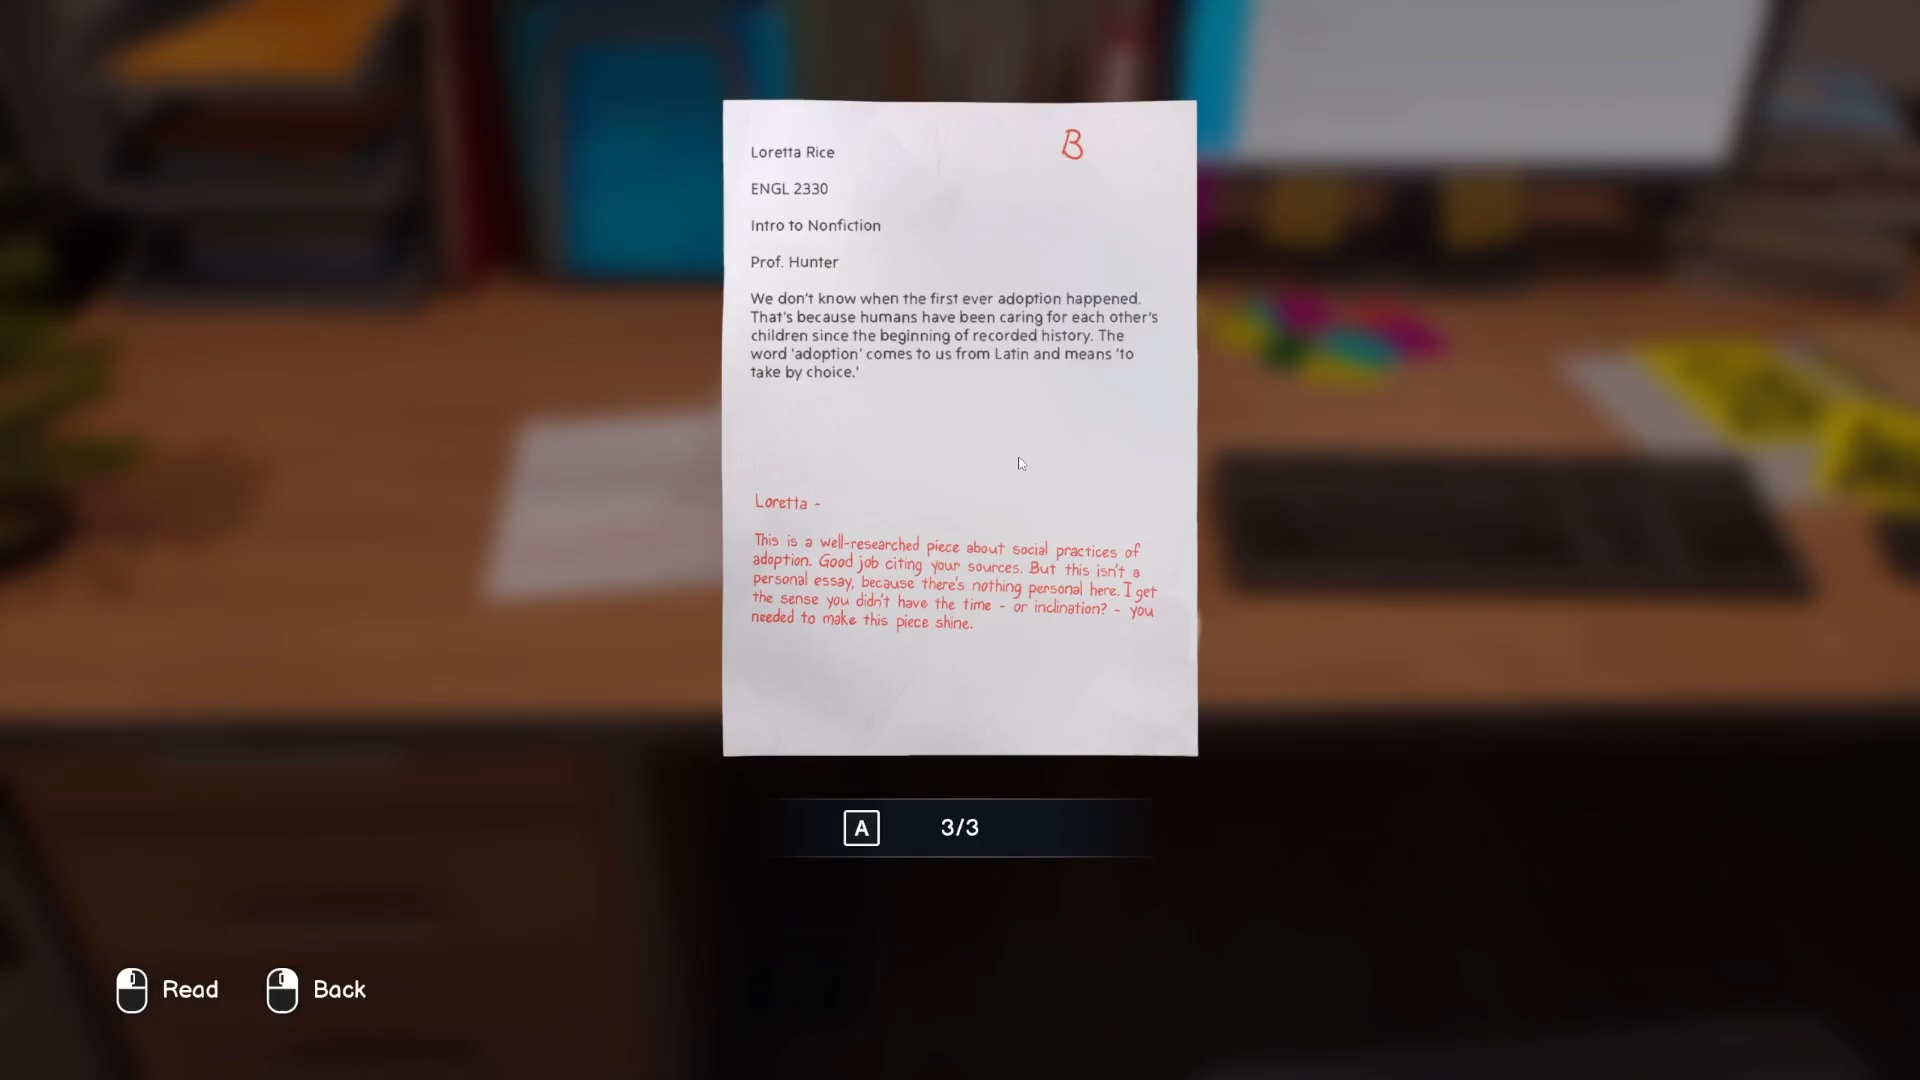 B
Loretta Rice
ENGL 2330
Intro to Nonfiction
Prof. Hunter
We don't know when the first ever adoption happened.
That's because humans have been caring for each other's
children since the beginning of recorded history. The
word 'adoption' comes to us from Latin and means 'to
take by choice.'
Loretta -
This is a well-researched piece about social practices of
adoption. Good job citing your sources. But this isn't a
personal essay, because there's nothing personal here. I get
the sense you didn't have the time - or inclination? - you
needed to make this piece shine.
A 3/3
Read Back